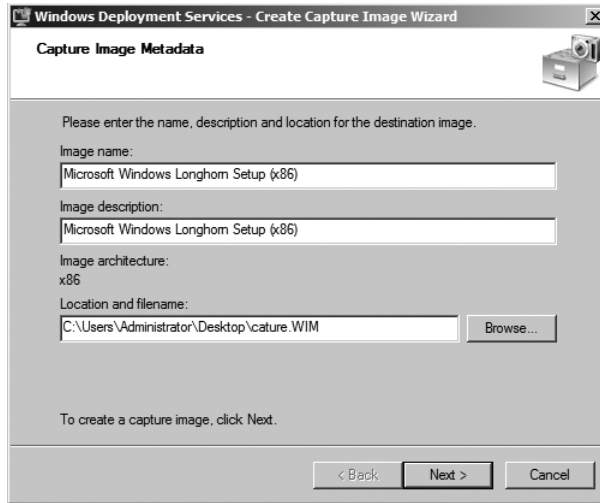 Windows Deployment Services - Create Capture Image Wizard
Capture Image Metadata
Please enter the name, description and location for the destination image.
Image name:
Microsoft Windows Longhorn Setup (x86)
Image description:
Microsoft Windows Longhorn Setup (x86)
Image architecture:
x86
Location and filename:
C:\Users\Administrator\Desktop\cature.WIM
Browse...
To create a capture image, click Next.
< Back Next > Cancel